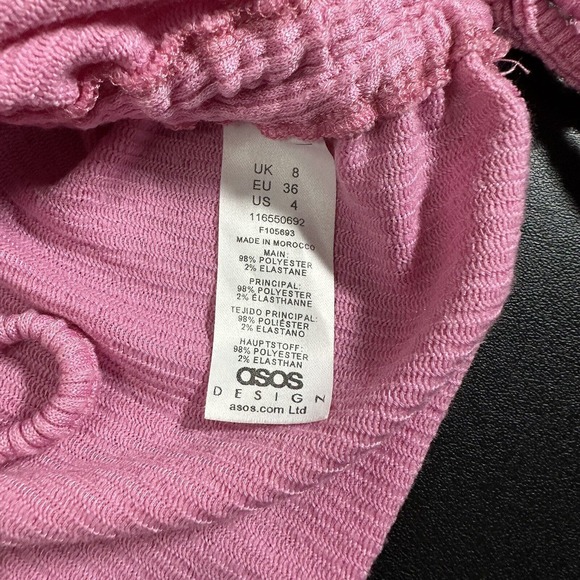 UK 8
EU 36
US 4
116550692
F105693
MADE IN MOROCCO
MAIN:
98% POLYESTER
2% ELASTANE
PRINCIPAL:
98% POLYESTER
2% ÉLASTHANNE
TEJIDO PRINCIPAL:
98% POLIÉSTER
2% ELASTANO
HAUPTSTOFF:
98% POLYESTER
2% ELASTHAN
asos
DESIGN
asos.com Ltd